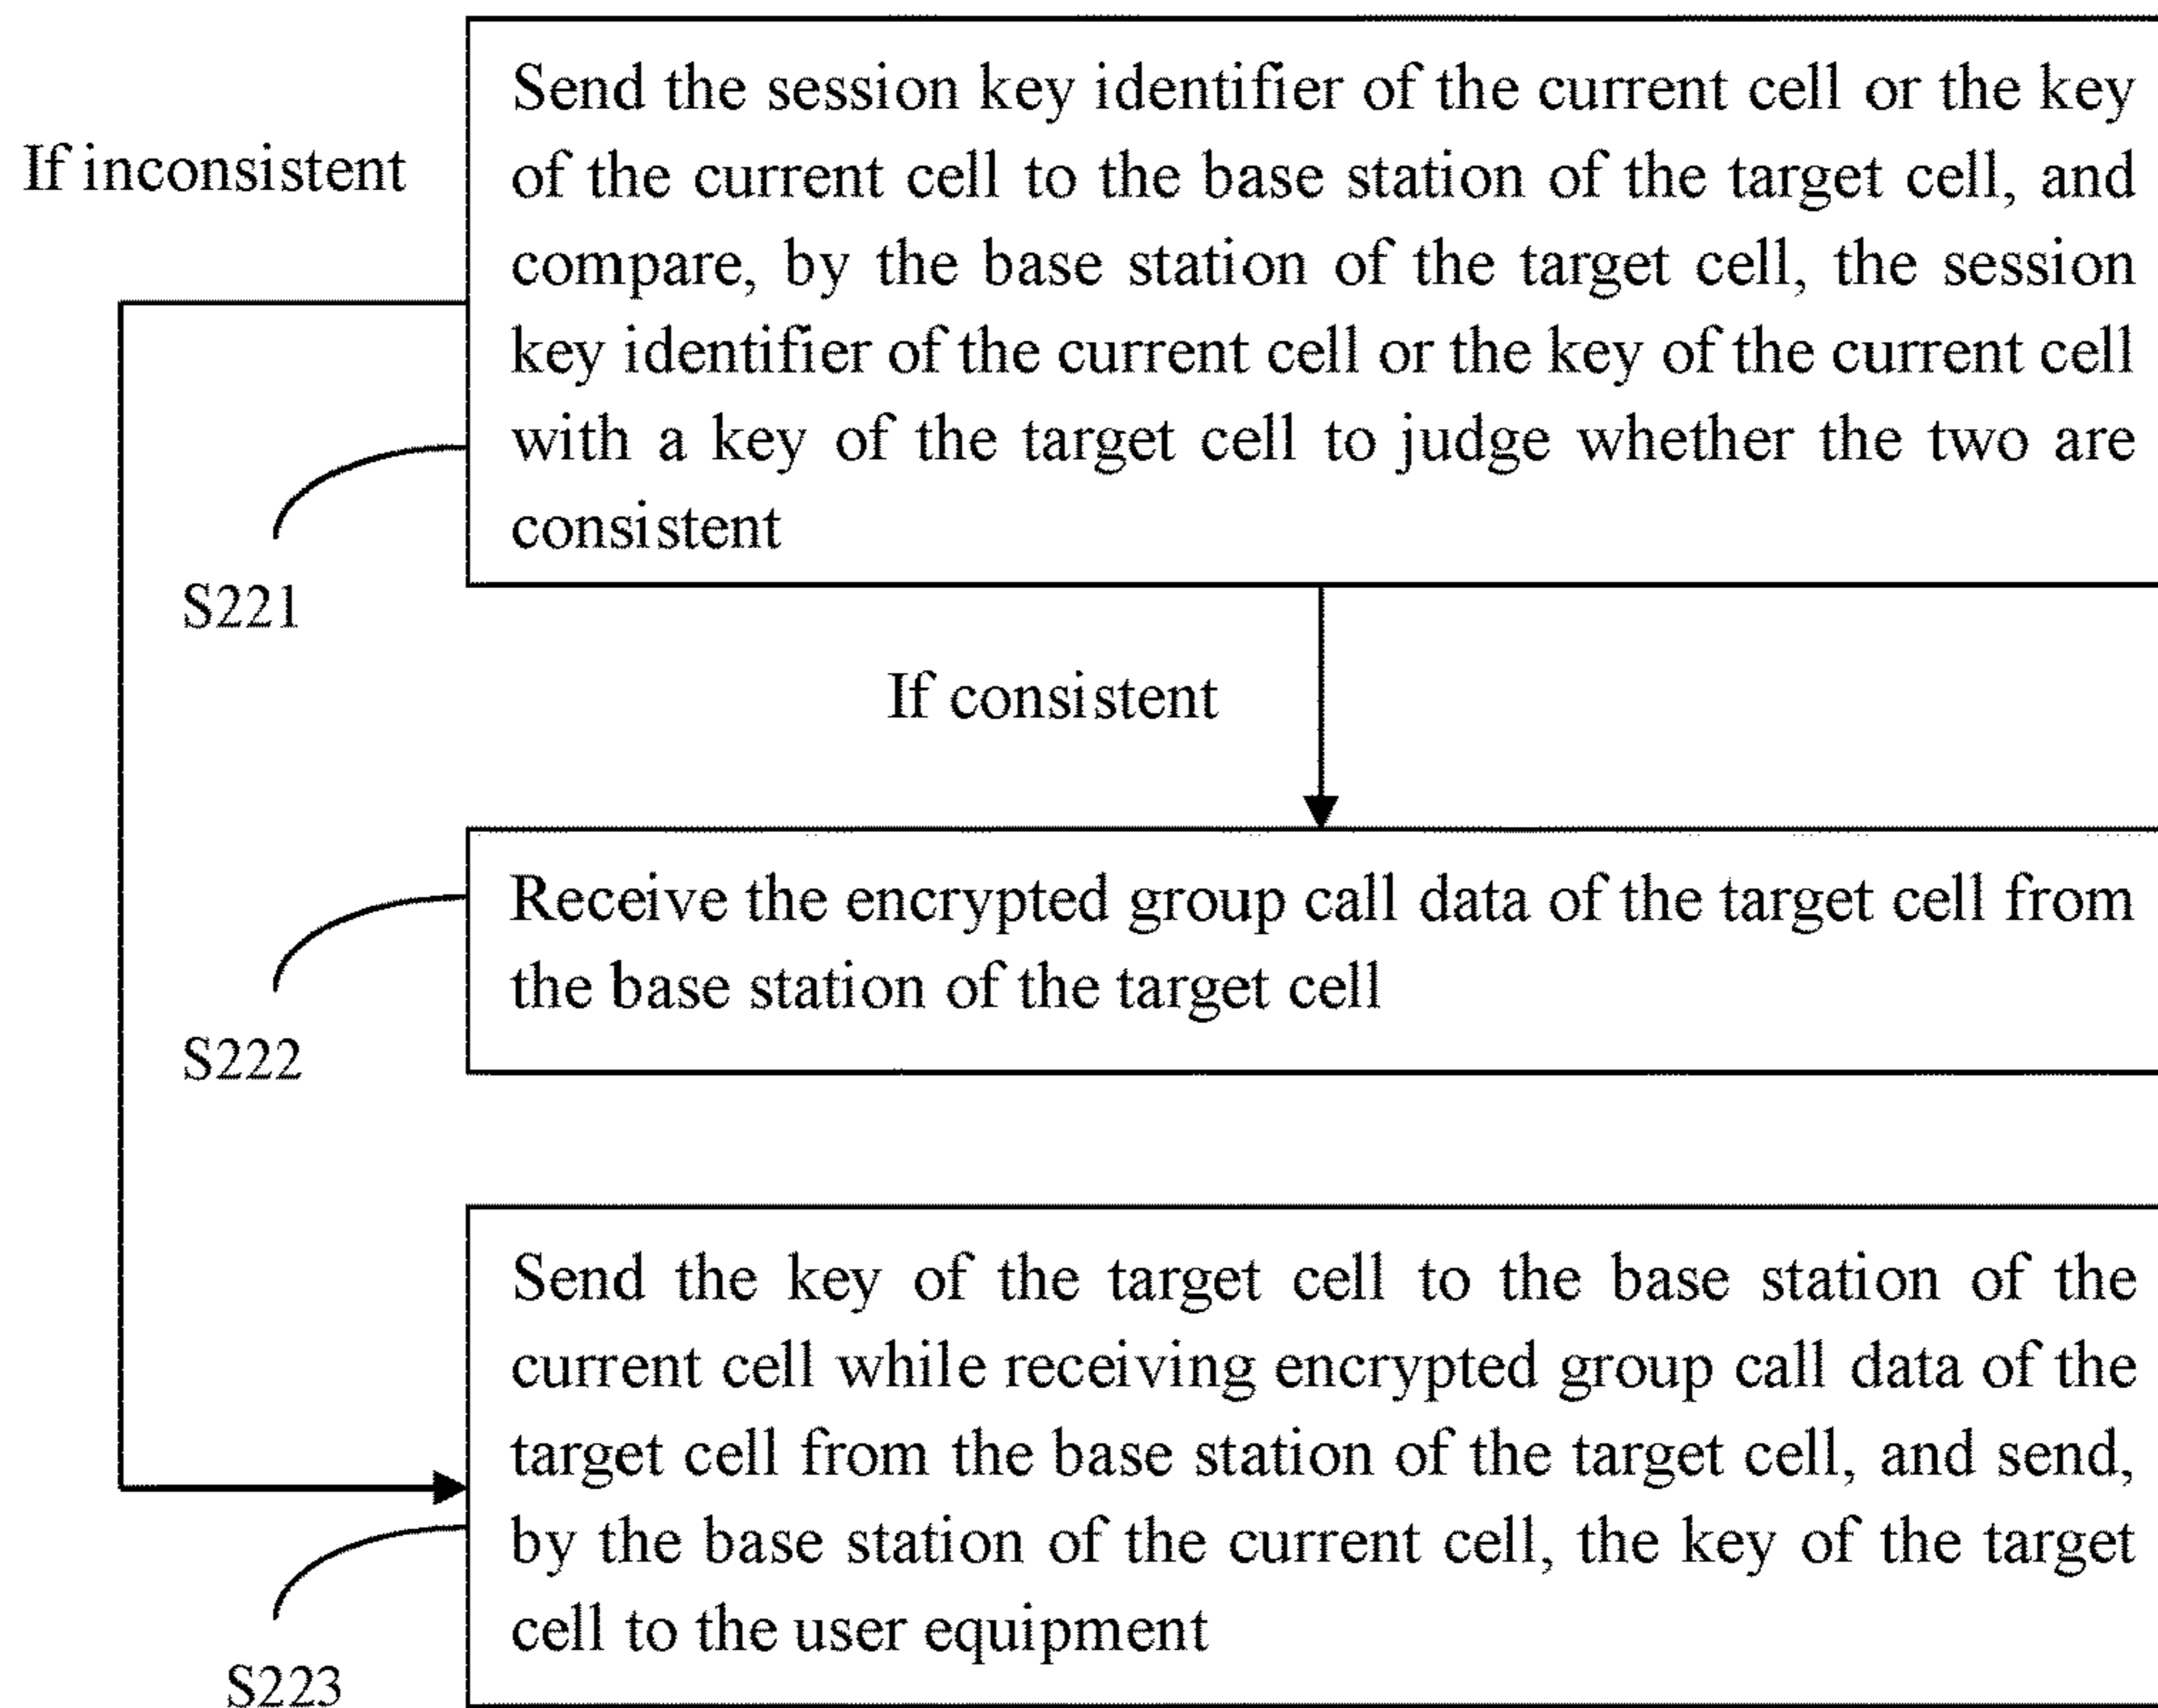 Send the session key identifier of the current cell or the key
of the current cell to the base station of the target cell, and
compare, by the base station of the target cell, the session
key identifier of the current cell or the key of the current cell
with a key of the target cell to judge whether the two are
consistent
If inconsistent
S221
If consistent
Receive the encrypted group call data of the target cell from
the base station of the target cell
S222
Send the key of the target cell to the base station of the
current cell while receiving encrypted group call data of the
target cell from the base station of the target cell, and send,
by the base station of the current cell, the key of the target
cell to the user equipment
S223